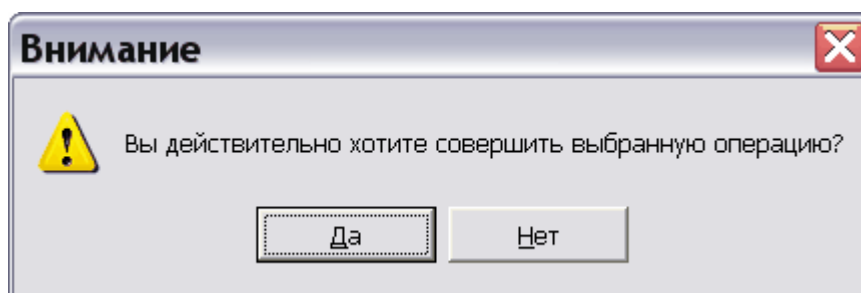 Внимание
Вы действительно хотите совершить выбранную операцию?
Да
Нет